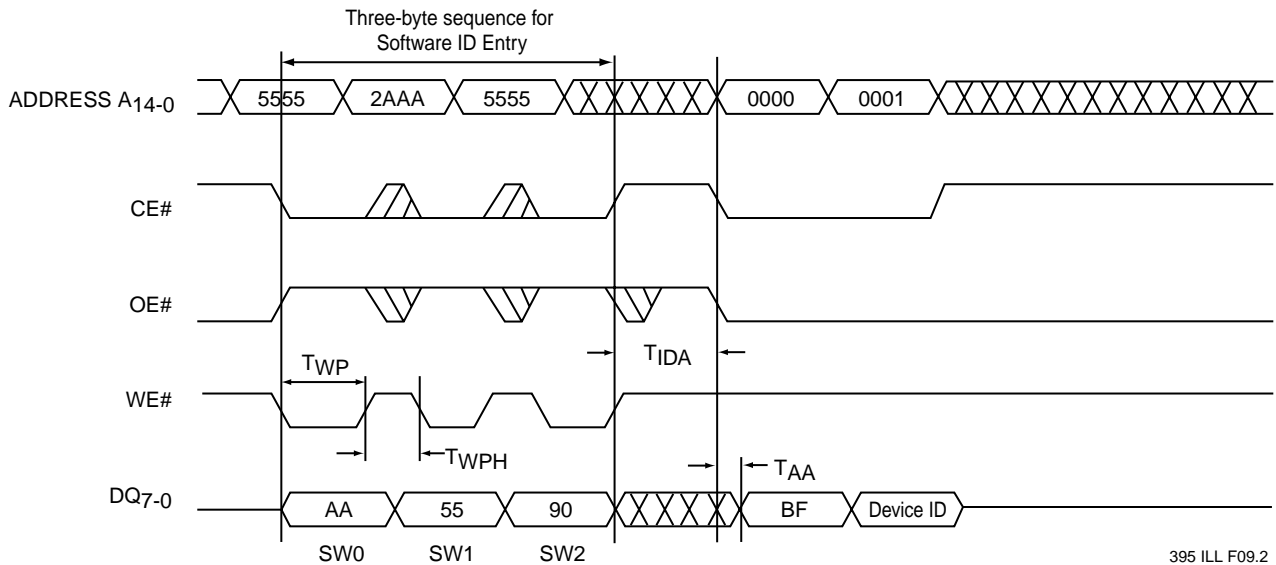 Three-byte sequence for
Software ID Entry
ADDRESS A14-0
5555 2AAA 5555 0000 0001
CE#
OE#
TIDA
TWP
WE#
TWPH
TAA
DQ7-0
AA 55 90 BF Device ID
SW0 SW1 SW2
395 ILL F09.2